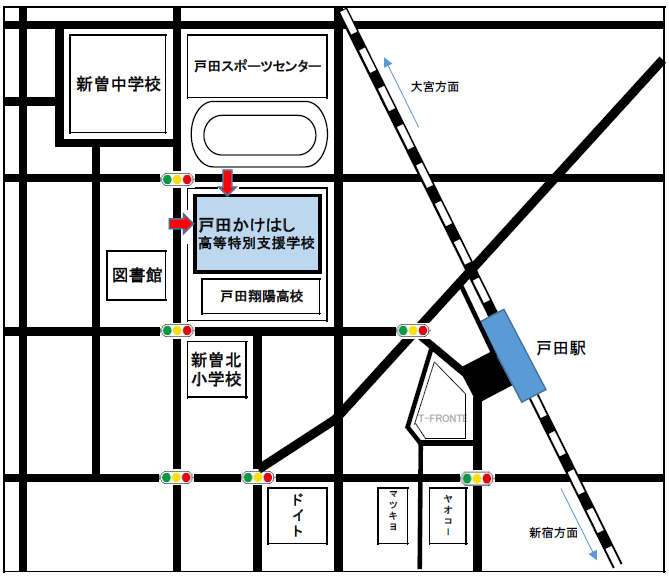 新曽中学校
戸田スポーツセンター
大宮方面
戸田かけはし
高等特別支援学校
図書館
戸田翔陽高校
戸田駅
新曽北
小学校
T-FRONTE
ドイト
マツキヨ
ヤオコー
新宿方面